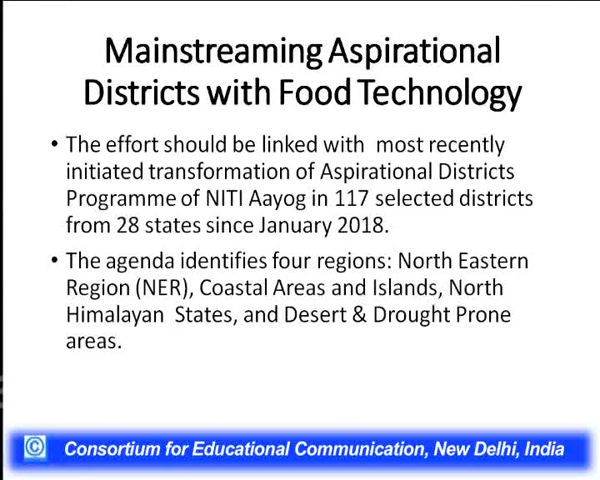 Mainstreaming Aspirational
Districts with Food Technology
• The effort should be linked with most recently
initiated transformation of Aspirational Districts
Programme of NITI Aayog in 117 selected districts
from 28 states since January 2018.
• The agenda identifies four regions: North Eastern
Region (NER), Coastal Areas and Islands, North
Himalayan States, and Desert & Drought Prone
areas.
© Consortium for Educational Communication, New Delhi, India